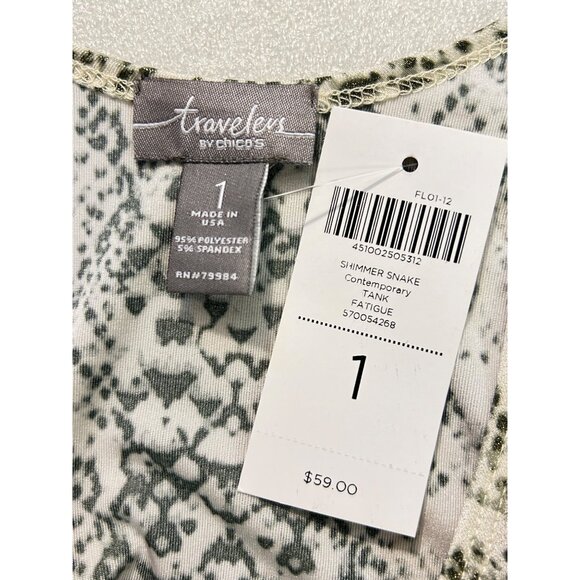 travelers
BY CHICO'S
1
MADE IN
USA
95% POLYESTER
5% SPANDEX
RN#79984
FL01-12
451002505312
SHIMMER SNAKE
Contemporary
TANK
FATIGUE
570054268
1
$59.00